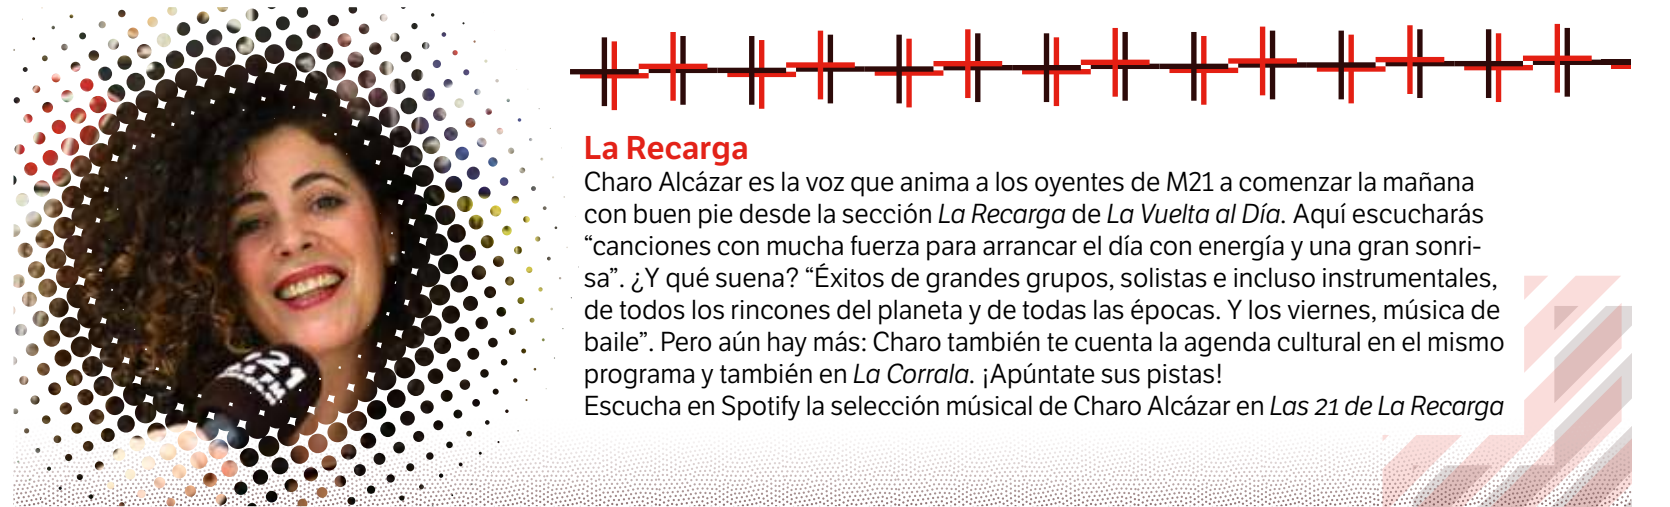 La Recarga
Charo Alcázar es la voz que anima a los oyentes de M21 a comenzar la mañana
con buen pie desde la sección La Recarga de La Vuelta al Día. Aquí escucharás
“canciones con mucha fuerza para arrancar el día con energía y una gran sonri-
sa”. ¿Y qué suena? “Éxitos de grandes grupos, solistas e incluso instrumentales,
de todos los rincones del planeta y de todas las épocas. Y los viernes, música de
baile”. Pero aún hay más: Charo también te cuenta la agenda cultural en el mismo
programa y también en La Corrala. ¡Apúntate sus pistas!
Escucha en Spotify la selección músical de Charo Alcázar en Las 21 de La Recarga